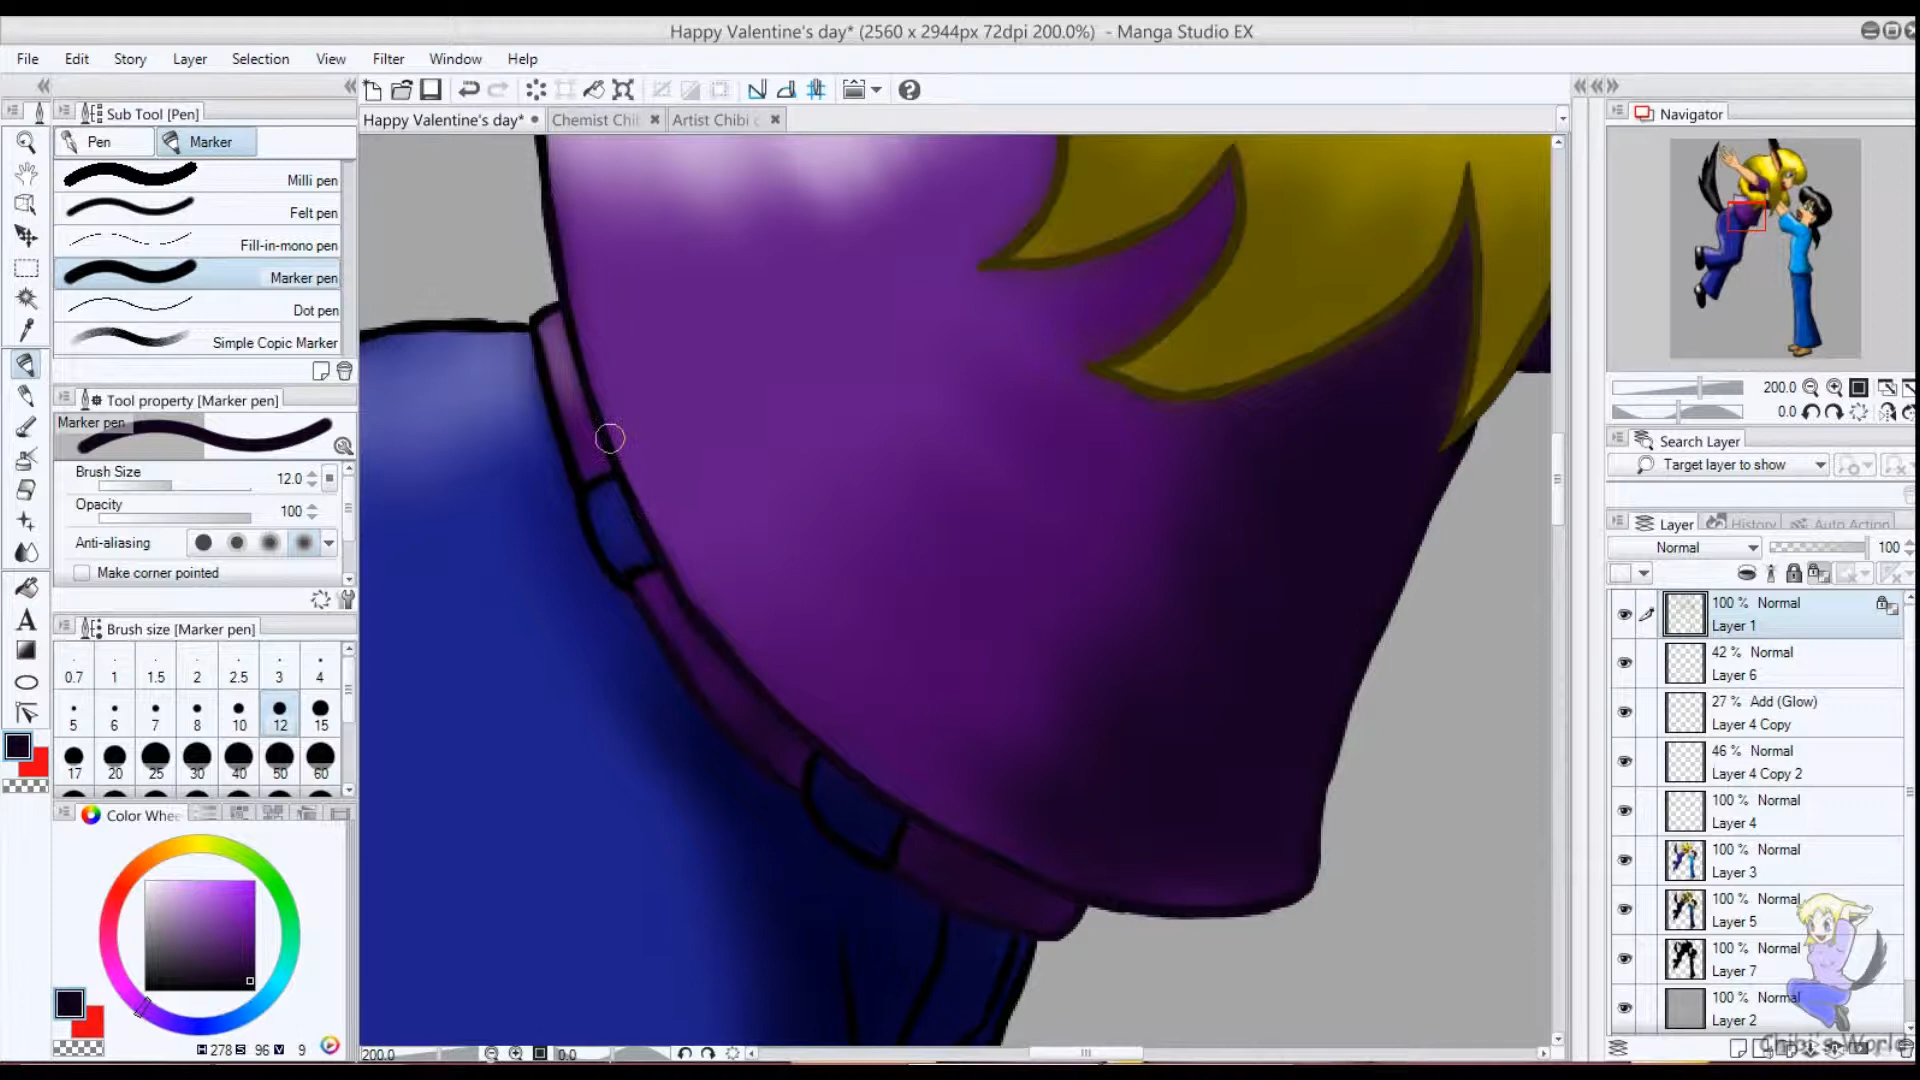 Happy Valentine's day* (2560 x 2944px 72dpi 200.0%) - Manga Studio EX
File Edit Story Layer Selection View Filter Window Help
Sub Tool [Pen]
Happy Valentine's day* Chemist Chi Artist Chibi
Navigator
Pen Marker
Milli pen
Felt pen
Fill-in-mono pen
Marker pen
Dot pen
Simple Copic Marker
200.0
0.0
Tool property [Marker pen]
Marker pen
Search Layer
Target layer to show
Brush Size 12.0
Opacity 100
Anti-aliasing
Make corner pointed
Layer History Auto Action
Normal 100
Brush size [Marker pen]
0.7 1 1.5 2 2.5 3 4
5 6 7 8 10 12 15
17 20 25 30 40 50 60
100 % Normal
Layer 1
42 % Normal
Layer 6
27 % Add (Glow)
Layer 4 Copy
46 % Normal
Layer 4 Copy 2
100 % Normal
Layer 4
100 % Normal
Layer 3
100 % Normal
Layer 5
100 % Normal
Layer 7
100 % Normal
Layer 2
Color Whee
H 278 S 96 V 9
200.0 0.0
Chibi's World